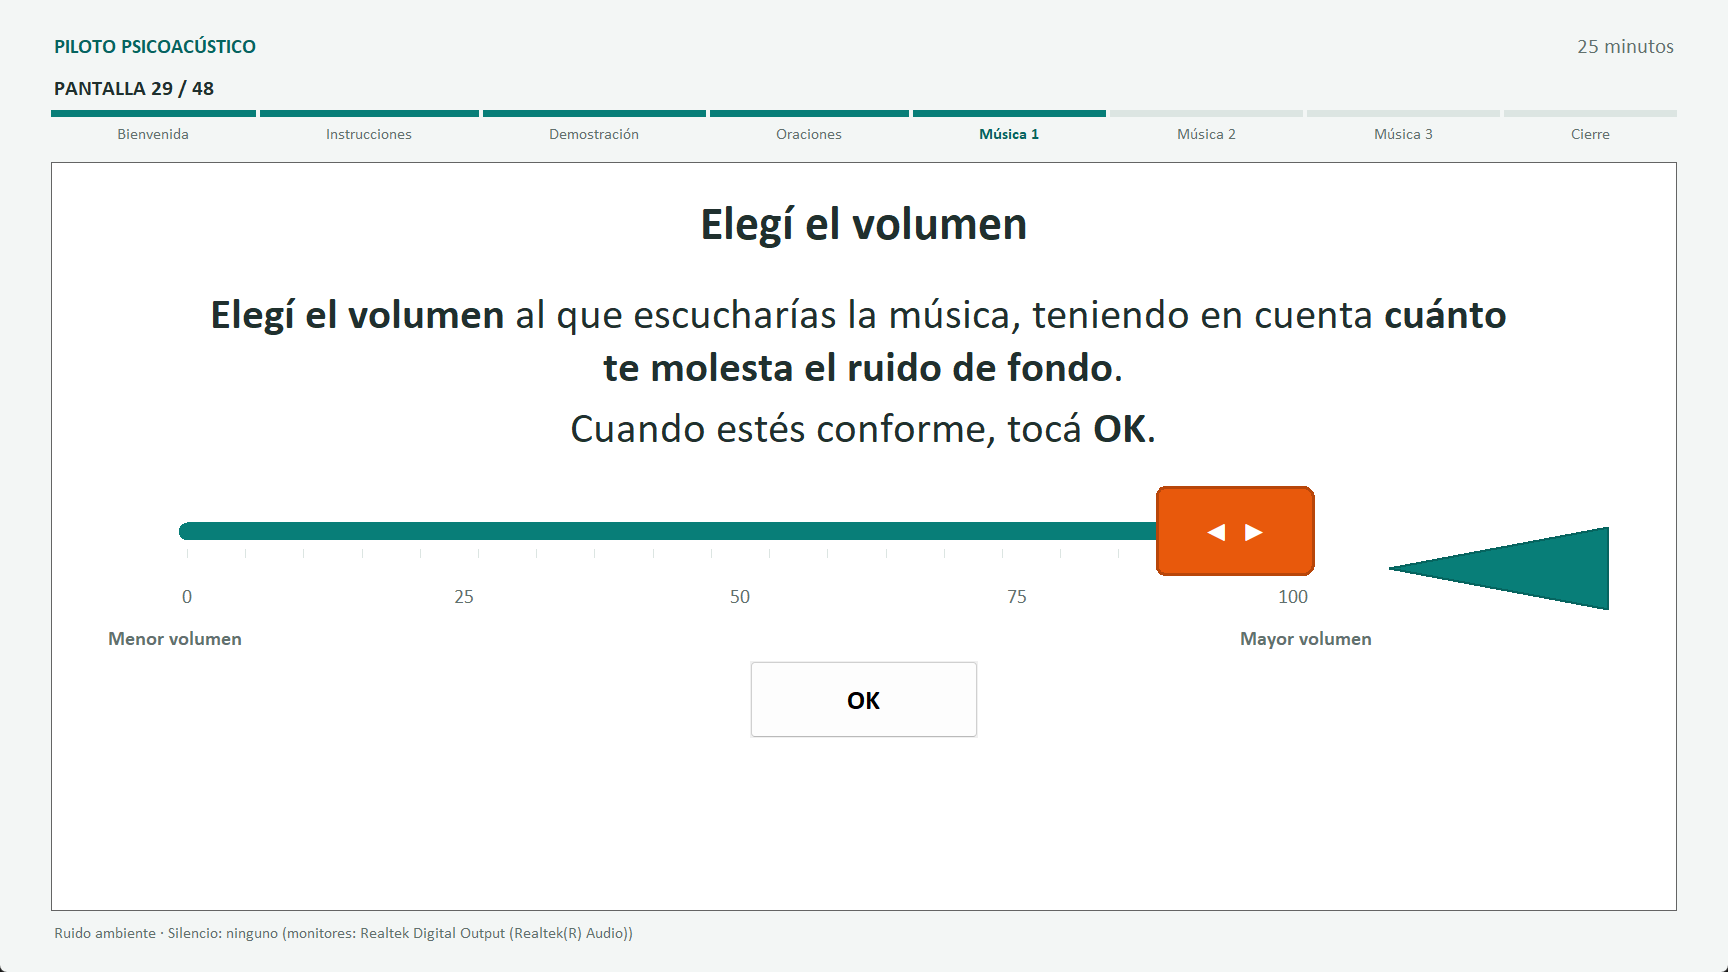 PILOTO PSICOACÚSTICO
25 minutos
PANTALLA 29 / 48
Bienvenida
Instrucciones
Demostración
Oraciones
Música 1
Música 2
Música 3
Cierre
Elegí el volumen
Elegí el volumen al que escucharías la música, teniendo en cuenta cuánto
te molesta el ruido de fondo.
Cuando estés conforme, tocá OK.
0
25
50
75
100
Menor volumen
Mayor volumen
OK
Ruido ambiente · Silencio: ninguno (monitores: Realtek Digital Output (Realtek(R) Audio))